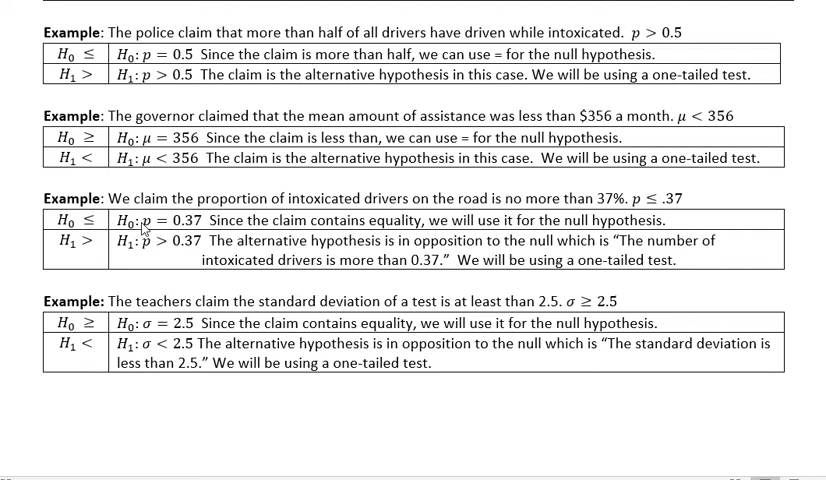 Example: The police claim that more than half of all drivers have driven while intoxicated. p > 0.5
H₀ ≤ H₀: p = 0.5 Since the claim is more than half, we can use = for the null hypothesis.
H₁ > H₁: p > 0.5 The claim is the alternative hypothesis in this case. We will be using a one-tailed test.
Example: The governor claimed that the mean amount of assistance was less than $356 a month. μ < 356
H₀ ≥ H₀: μ = 356 Since the claim is less than, we can use = for the null hypothesis.
H₁ < H₁: μ < 356 The claim is the alternative hypothesis in this case. We will be using a one-tailed test.
Example: We claim the proportion of intoxicated drivers on the road is no more than 37%. p ≤ .37
H₀ ≤ H₀: p = 0.37 Since the claim contains equality, we will use it for the null hypothesis.
H₁ > H₁: p > 0.37 The alternative hypothesis is in opposition to the null which is “The number of
intoxicated drivers is more than 0.37.” We will be using a one-tailed test.
Example: The teachers claim the standard deviation of a test is at least than 2.5. σ ≥ 2.5
H₀ ≥ H₀: σ = 2.5 Since the claim contains equality, we will use it for the null hypothesis.
H₁ < H₁: σ < 2.5 The alternative hypothesis is in opposition to the null which is “The standard deviation is
less than 2.5.” We will be using a one-tailed test.